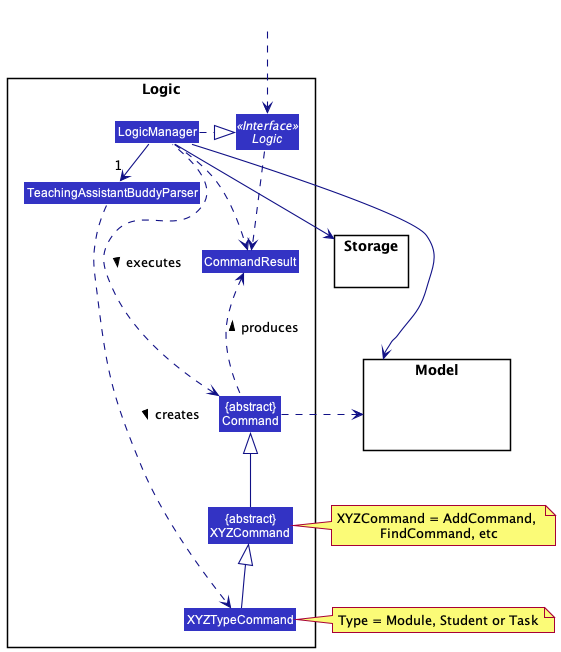 Logic
LogicManager
«Interface»
Logic
1
TeachingAssistantBuddyParser
Storage
CommandResult
executes
produces
Model
{abstract}
Command
creates
{abstract}
XYZCommand
XYZCommand = AddCommand,
FindCommand, etc
XYZTypeCommand
Type = Module, Student or Task